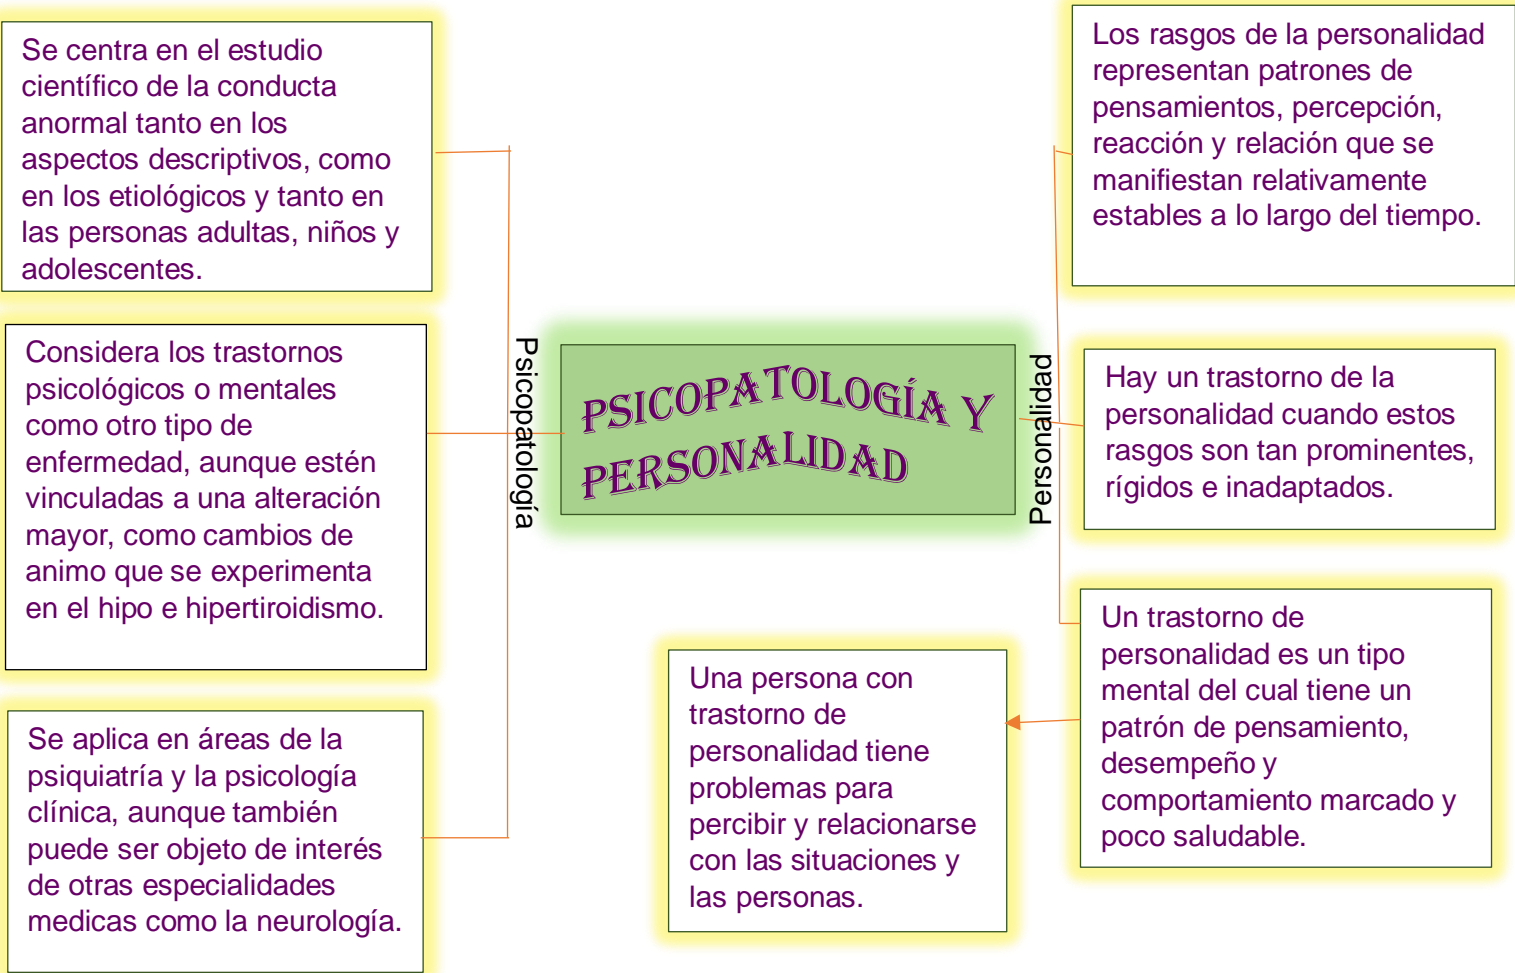 Se centra en el estudio
científico de la conducta
anormal tanto en los
aspectos descriptivos, como
en los etiológicos y tanto en
las personas adultas, niños y
adolescentes.
Considera los trastornos
psicológicos o mentales
como otro tipo de
enfermedad, aunque estén
vinculadas a una alteración
mayor, como cambios de
animo que se experimenta
en el hipo e hipertiroidismo.
Se aplica en áreas de la
psiquiatría y la psicología
clínica, aunque también
puede ser objeto de interés
de otras especialidades
medicas como la neurología.
Psicopatología
PSICOPATOLOGÍA Y
PERSONALIDAD
Personalidad
Los rasgos de la personalidad
representan patrones de
pensamientos, percepción,
reacción y relación que se
manifiestan relativamente
estables a lo largo del tiempo.
Hay un trastorno de la
personalidad cuando estos
rasgos son tan prominentes,
rígidos e inadaptados.
Un trastorno de
personalidad es un tipo
mental del cual tiene un
patrón de pensamiento,
desempeño y
comportamiento marcado y
poco saludable.
Una persona con
trastorno de
personalidad tiene
problemas para
percibir y relacionarse
con las situaciones y
las personas.